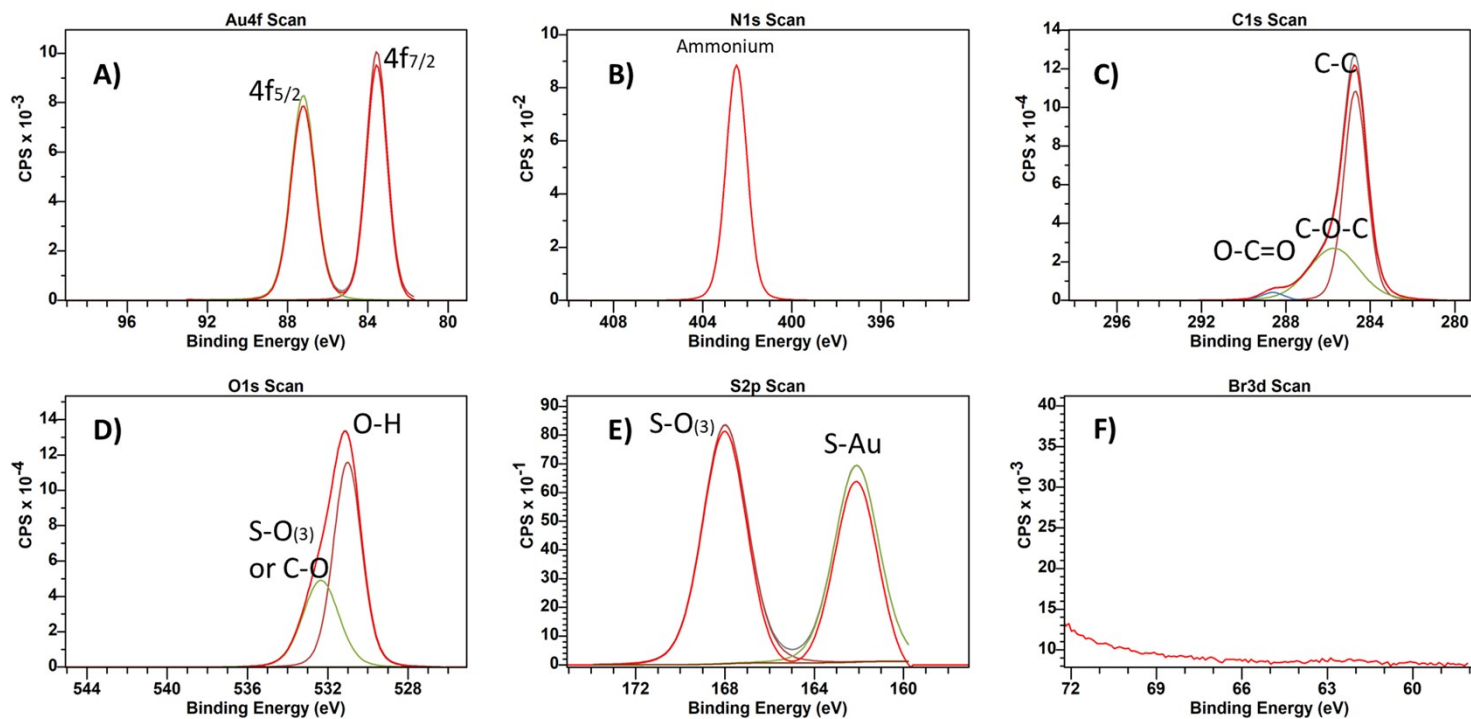 Au4f Scan
A)
4f5/2
4f7/2
CPS x 10-3
10
8
6
4
2
0
96 92 88 84 80
Binding Energy (eV)
N1s Scan
B)
Ammonium
CPS x 10-2
10
8
6
4
2
0
408 404 400 396
Binding Energy (eV)
C1s Scan
C)
C-C
C-O-C
O-C=O
CPS x 10-4
14
12
10
8
6
4
2
0
296 292 288 284 280
Binding Energy (eV)
O1s Scan
D)
O-H
S-O(3)
or C-O
CPS x 10-4
14
12
10
8
6
4
2
0
544 540 536 532 528
Binding Energy (eV)
S2p Scan
E)
S-O(3)
S-Au
CPS x 10-1
90
80
70
60
50
40
30
20
10
0
172 168 164 160
Binding Energy (eV)
Br3d Scan
F)
CPS x 10-3
40
35
30
25
20
15
10
72 69 66 63 60
Binding Energy (eV)